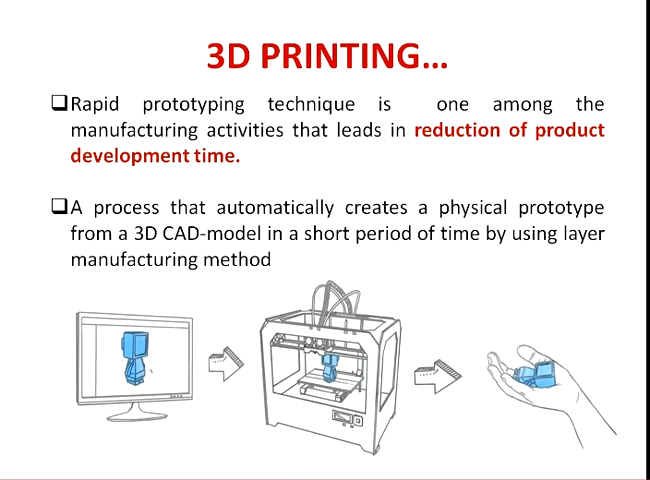 3D PRINTING...
❑Rapid prototyping technique is one among the
manufacturing activities that leads in reduction of product
development time.
❑A process that automatically creates a physical prototype
from a 3D CAD-model in a short period of time by using layer
manufacturing method